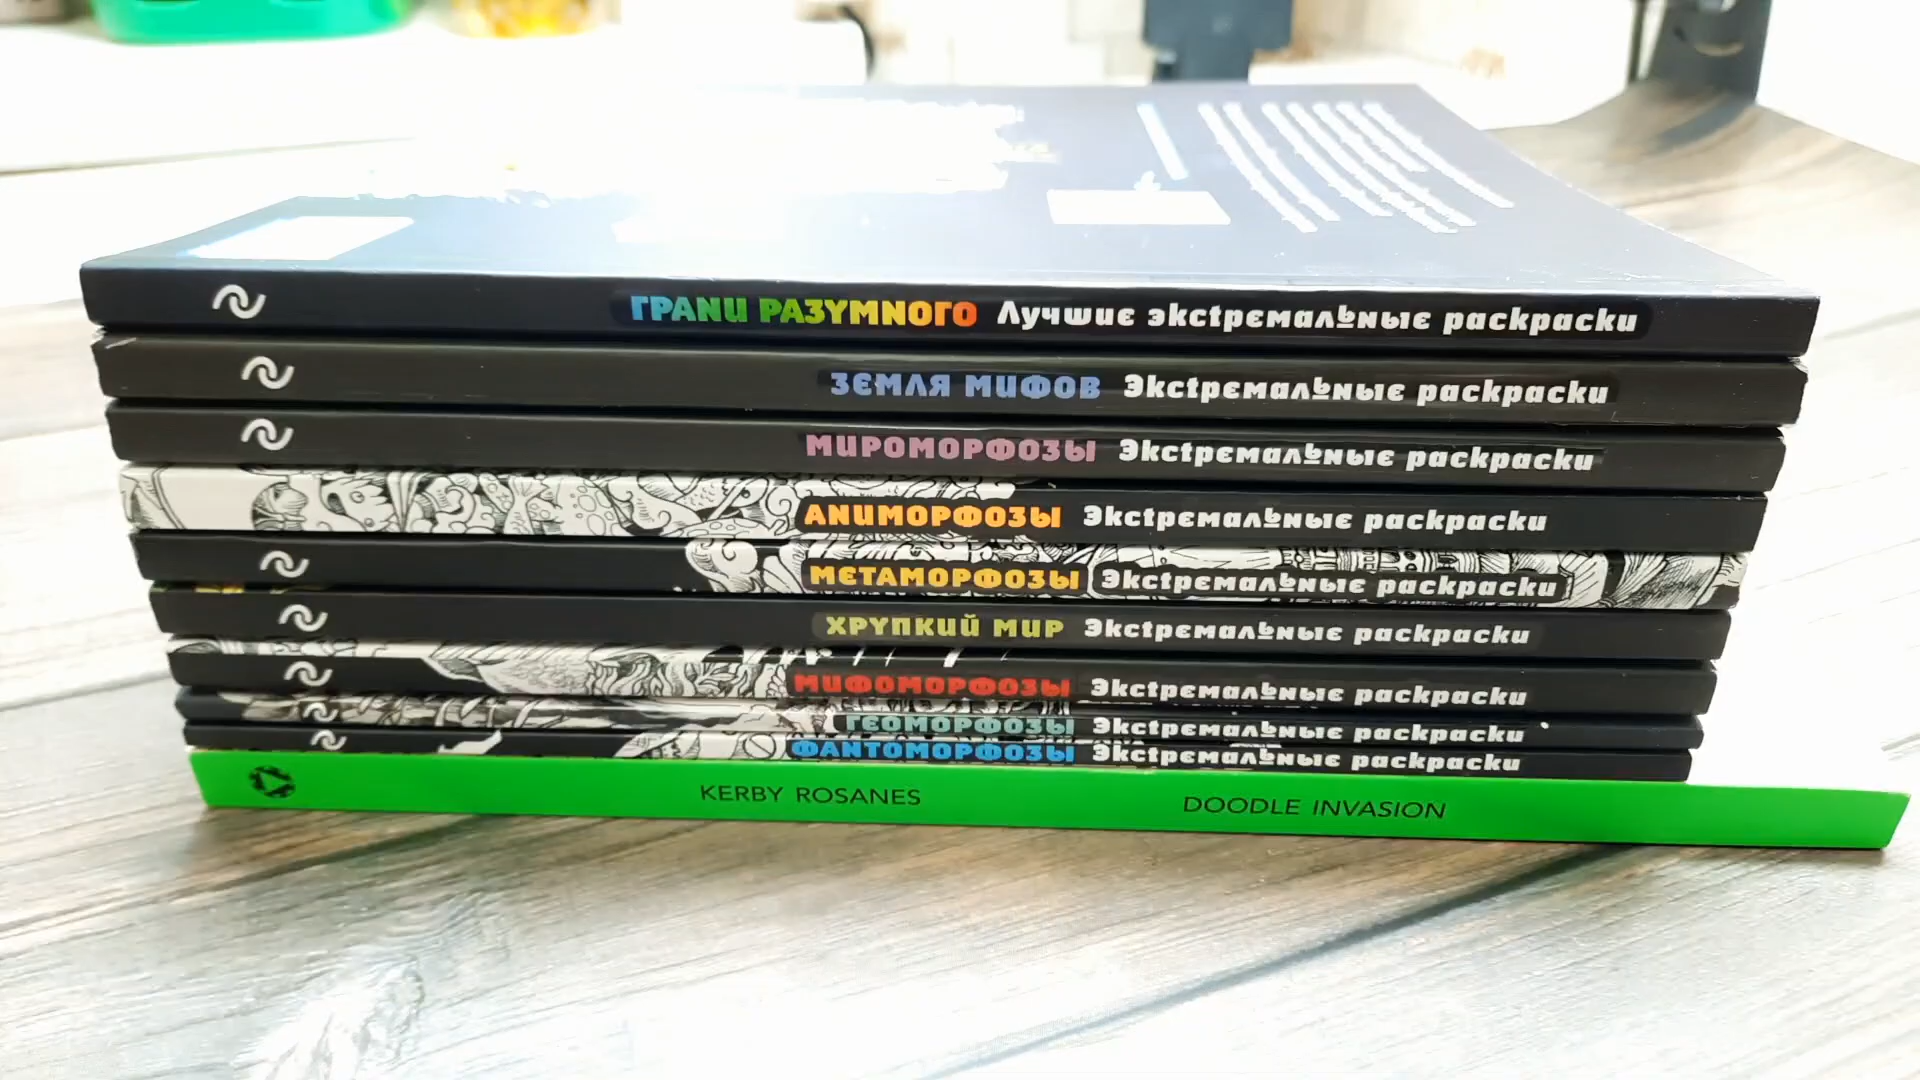 ГРАНИ РАЗУМНОГО Лучшие экстремальные раскраски
ЗЕМЛЯ МИФОВ Экстремальные раскраски
МИРОМОРФОЗЫ Экстремальные раскраски
АНИМОРФОЗЫ Экстремальные раскраски
МЕТАМОРФОЗЫ Экстремальные раскраски
ХРУПКИЙ МИР Экстремальные раскраски
МИФОМОРФОЗЫ Экстремальные раскраски
ГЕОМОРФОЗЫ Экстремальные раскраски
ФАНТОМОРФОЗЫ Экстремальные раскраски
KERBY ROSANES DOODLE INVASION